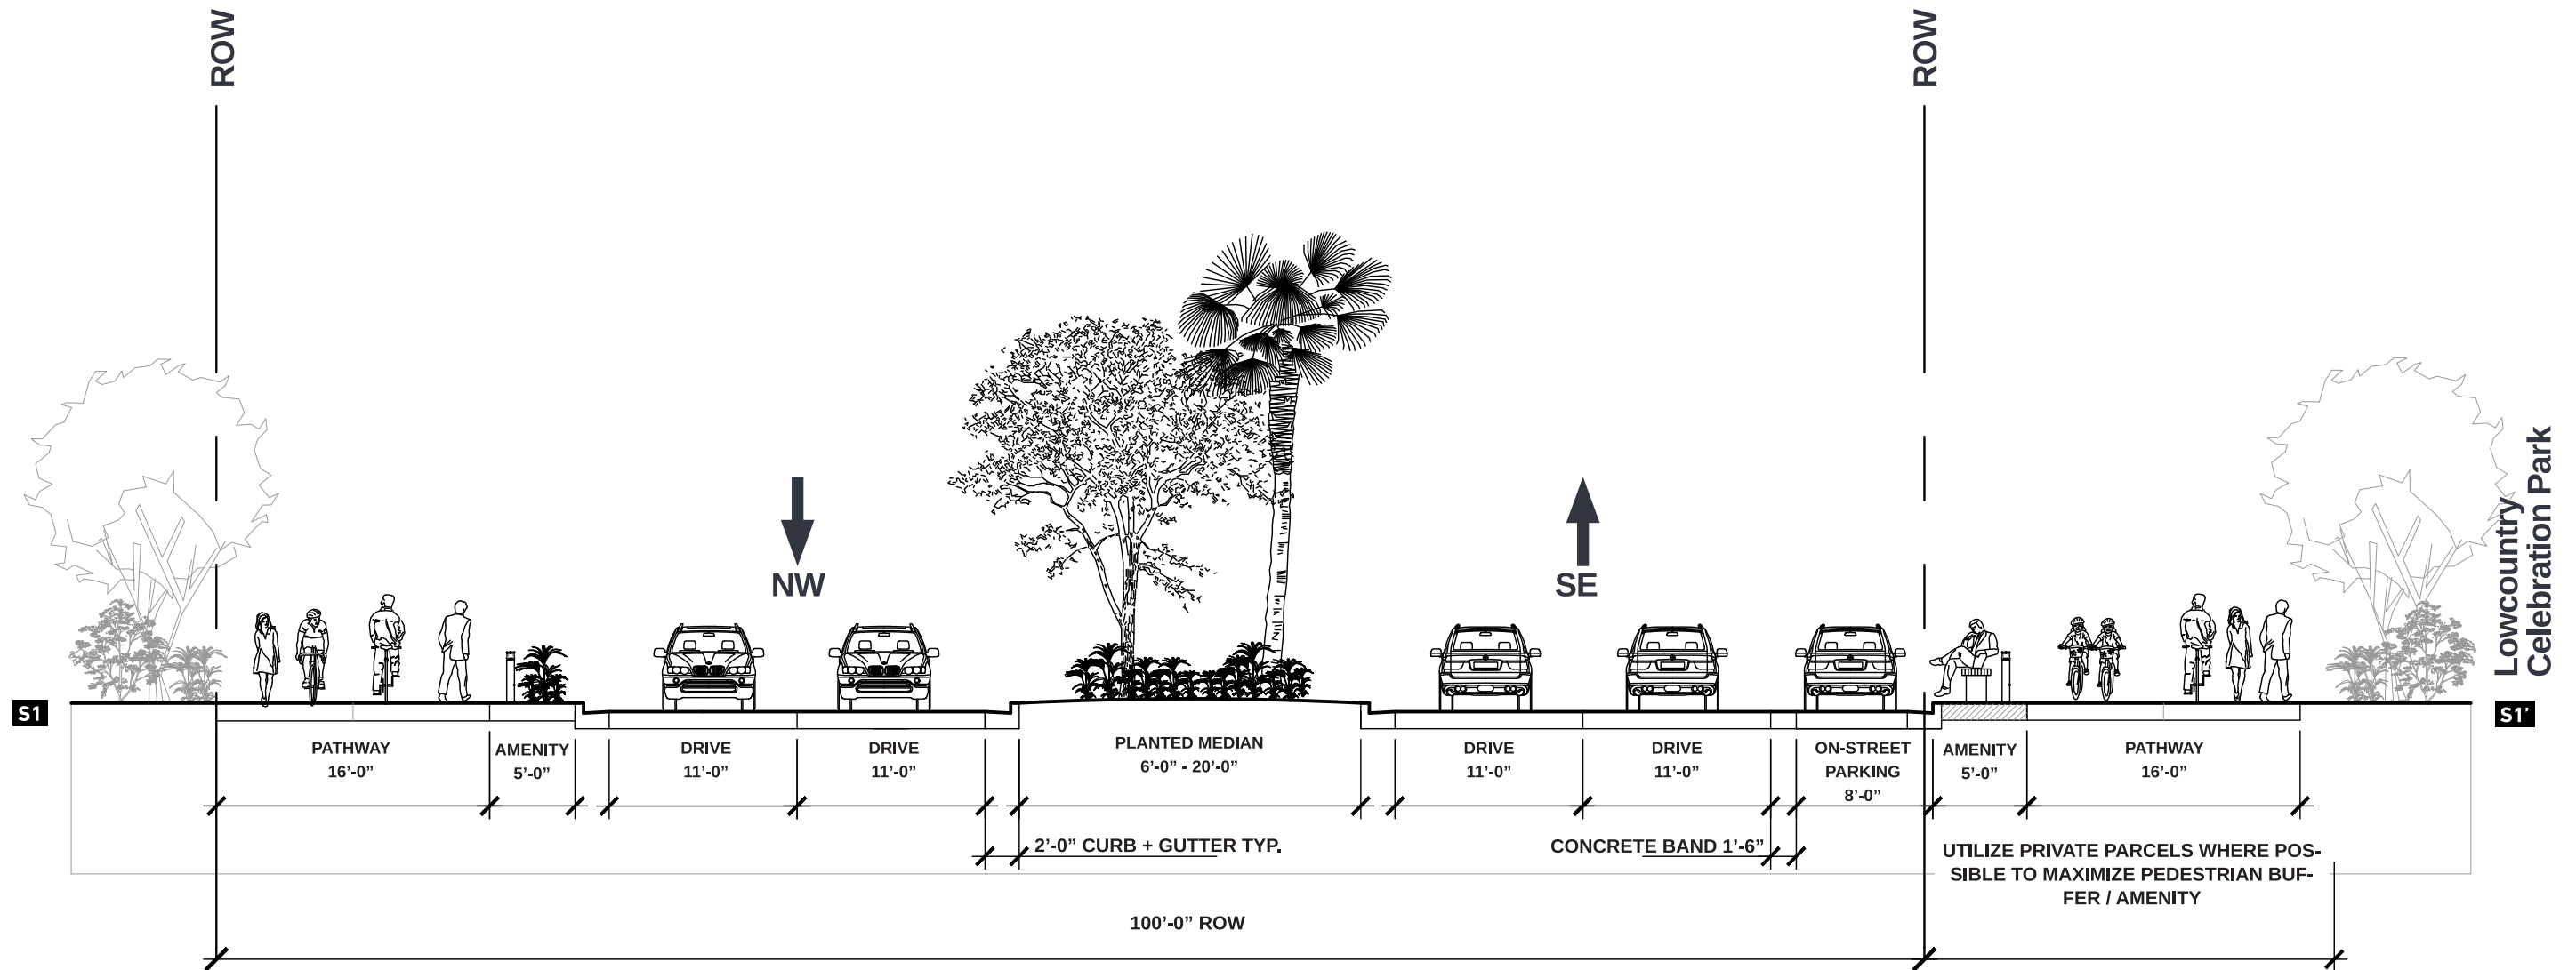 ROW
ROW
NW
SE
Lowcountry
Celebration Park
S1
S1’
PATHWAY
16’-0”
AMENITY
5’-0”
DRIVE
11’-0”
DRIVE
11’-0”
PLANTED MEDIAN
6’-0” - 20’-0”
DRIVE
11’-0”
DRIVE
11’-0”
ON-STREET
PARKING
8’-0”
AMENITY
5’-0”
PATHWAY
16’-0”
2’-0” CURB + GUTTER TYP.
CONCRETE BAND 1’-6”
UTILIZE PRIVATE PARCELS WHERE POS-
SIBLE TO MAXIMIZE PEDESTRIAN BUF-
FER / AMENITY
100’-0” ROW